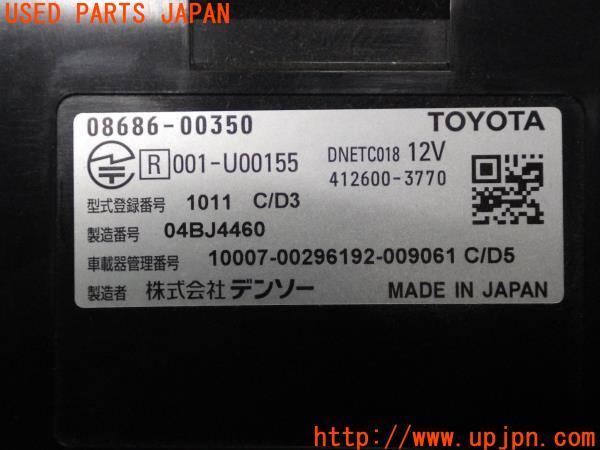 USED PARTS JAPAN
08686-00350 TOYOTA
R 001-U00155 DNETC018 12V
412600-3770
型式登録番号 1011 C/D3
製造番号 04BJ4460
車載器管理番号 10007-00296192-009061 C/D5
製造者 株式会社デンソー MADE IN JAPAN
http://www.upjpn.com